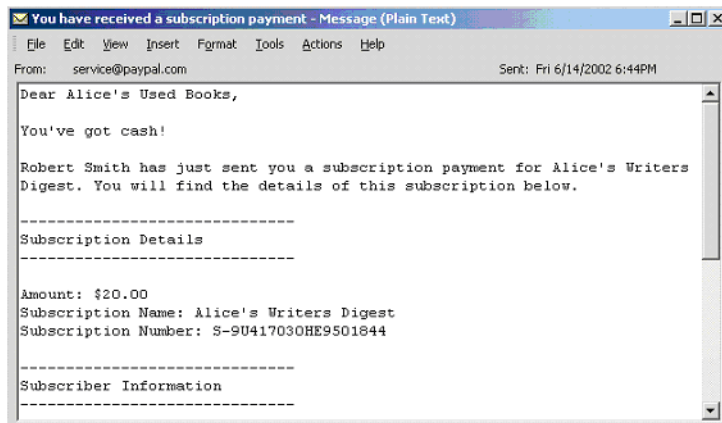 You have received a subscription payment - Message (Plain Text)
File Edit View Insert Format Tools Actions Help
From: service@paypal.com Sent: Fri 6/14/2002 6:44PM
Dear Alice's Used Books,
You've got cash!
Robert Smith has just sent you a subscription payment for Alice's Writers
Digest. You will find the details of this subscription below.
------------------------------
Subscription Details
------------------------------
Amount: $20.00
Subscription Name: Alice's Writers Digest
Subscription Number: S-9U417030HE9501844
------------------------------
Subscriber Information
------------------------------